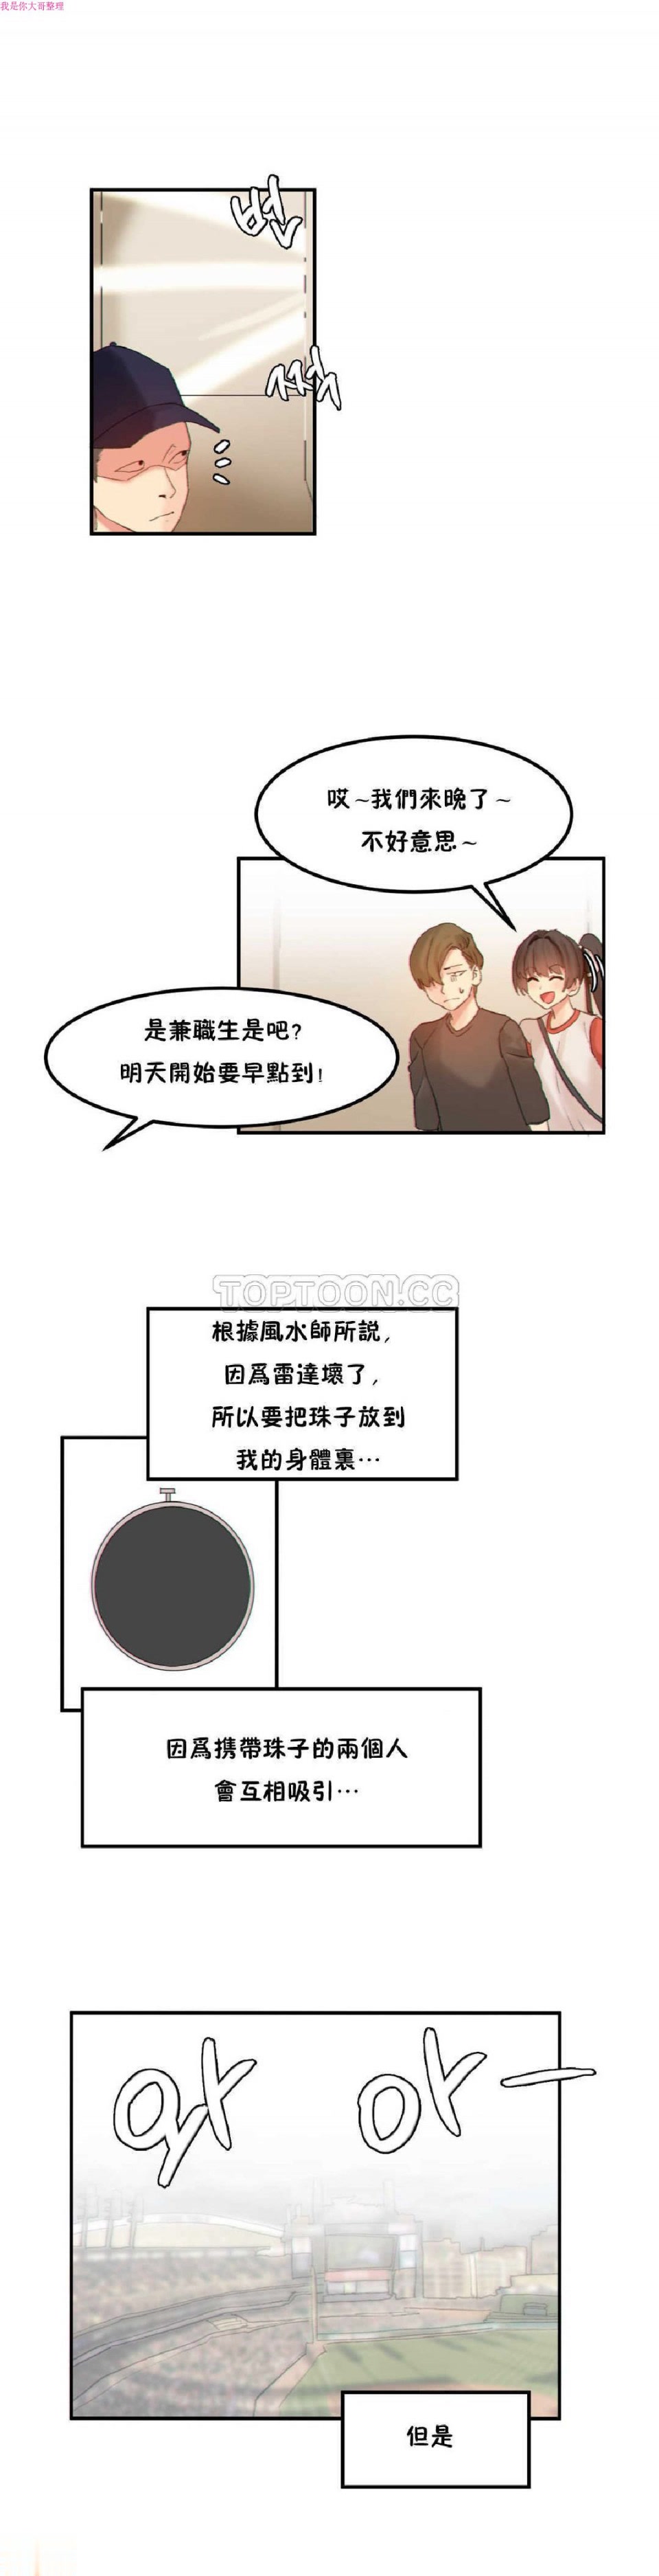 我是你大哥整理
벌
哎~我們來晚了~
不好意思~
是兼職生是吧?
明天開始要早點到!
TOPTOON.CC
根據風水師所說,
因爲雷達壞了,
所以要把珠子放到
我的身體裏…
因爲携帶珠子的兩個人
會互相吸引…
와 아-
但是